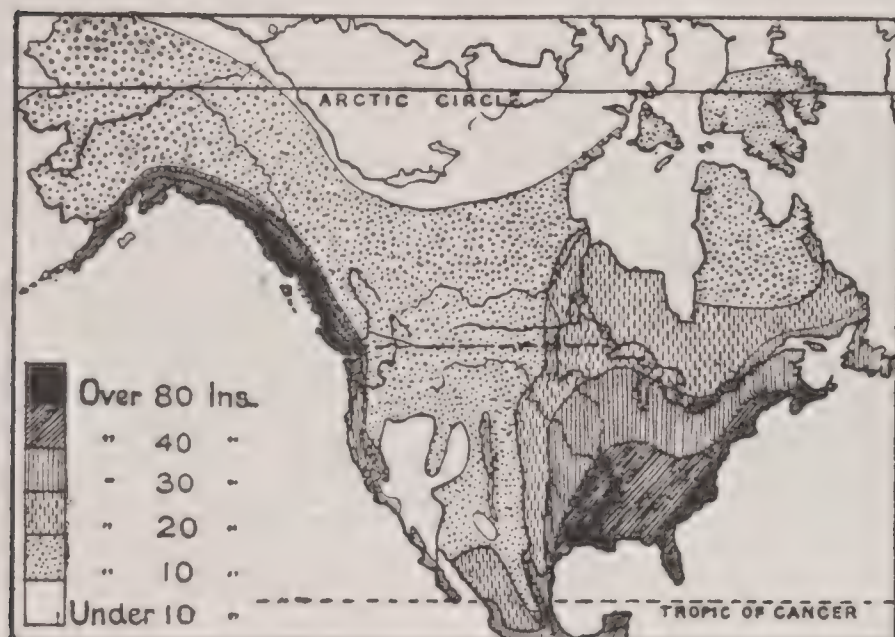 ARCTIC CIRCLE
Over 80 Ins.
" 40 "
" 30 "
" 20 "
" 10 "
Under 10 "
TROPIC OF CANCER